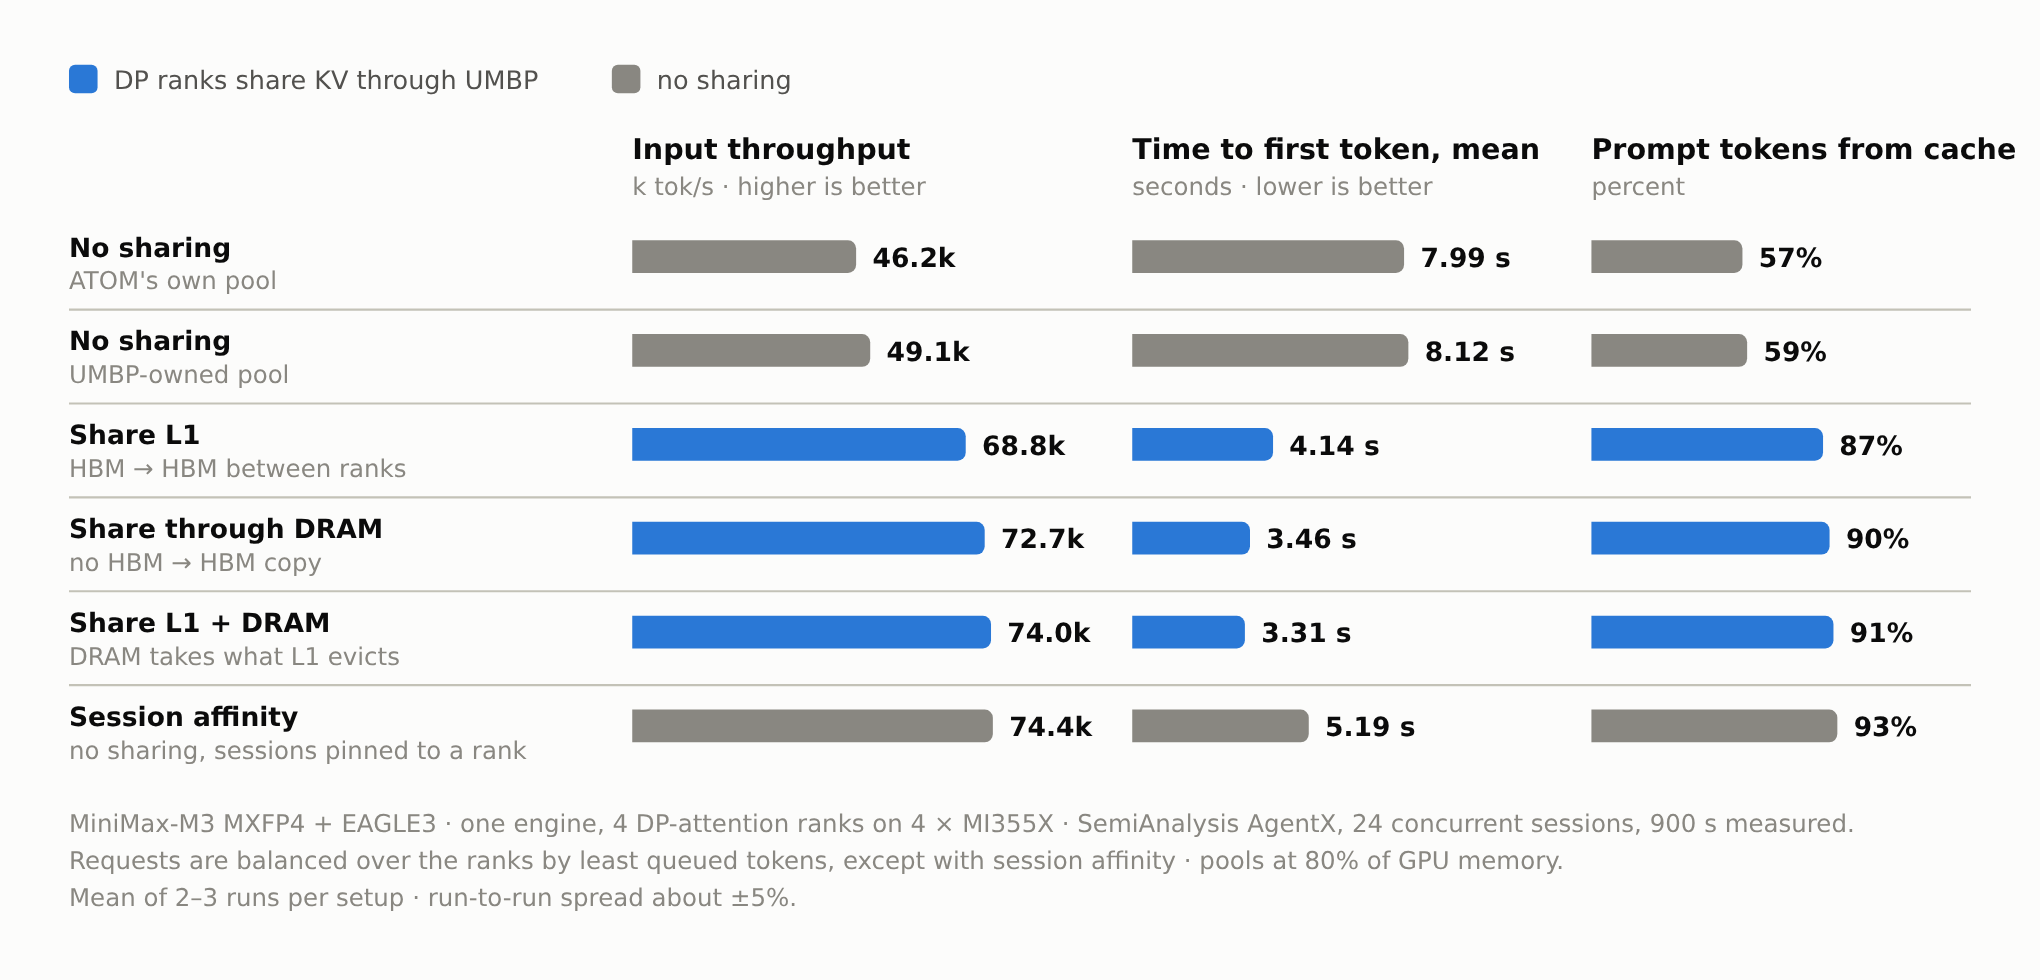 DP ranks share KV through UMBP no sharing
Input throughput Time to first token, mean Prompt tokens from cache
k tok/s · higher is better seconds · lower is better percent
No sharing
ATOM's own pool
46.2k 7.99 s 57%
No sharing
UMBP-owned pool
49.1k 8.12 s 59%
Share L1
HBM → HBM between ranks
68.8k 4.14 s 87%
Share through DRAM
no HBM → HBM copy
72.7k 3.46 s 90%
Share L1 + DRAM
DRAM takes what L1 evicts
74.0k 3.31 s 91%
Session affinity
no sharing, sessions pinned to a rank
74.4k 5.19 s 93%
MiniMax-M3 MXFP4 + EAGLE3 · one engine, 4 DP-attention ranks on 4 × MI355X · SemiAnalysis AgentX, 24 concurrent sessions, 900 s measured.
Requests are balanced over the ranks by least queued tokens, except with session affinity · pools at 80% of GPU memory.
Mean of 2–3 runs per setup · run-to-run spread about ±5%.